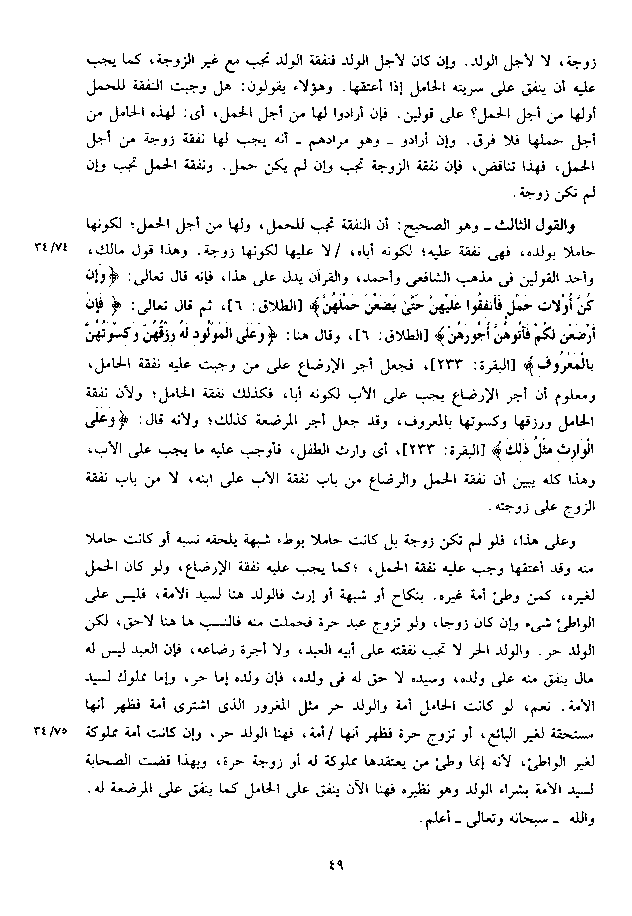 زوجة، لا لأجل الولد. وإن كان لأجل الولد فنفقة الولد تجب مع غير الزوجة، كما يجب
عليه أن ينفق على سريته الحامل إذا أعتقها. وهؤلاء يقولون: هل وجبت النفقة للحمل
أولها من أجل الحمل؟ على قولين. فإن أرادوا لها من أجل الحمل، أى: لهذه الحامل من
أجل حملها فلا فرق. وإن أرادو ـ وهو مرادهم ـ أنه يجب لها نفقة زوجة من أجل
الحمل، فهذا تناقض، فإن نفقة الزوجة تجب وإن لم يكن حمل. ونفقة الحمل تجب وإن
لم تكن زوجة.
والقول الثالث ـ وهو الصحيح: أن النفقة تجب للحمل، ولها من أجل الحمل؛ لكونها
٣٤/٧٤ حاملا بولده، فهى نفقة عليه؛ لكونه أباه، /لا عليها لكونها زوجة. وهذا قول مالك،
وأحد القولين فى مذهب الشافعى وأحمد، والقرآن يدل على هذا، فإنه قال تعالى: ﴿وَإِن
كُنَّ أُولَاتِ حَمْلٍ فَأَنفِقُوا عَلَيْهِنَّ حَتَّىٰ يَضَعْنَ حَمْلَهُنَّ﴾ [الطلاق: ٦]، ثم قال تعالى: ﴿فَإِنْ
أَرْضَعْنَ لَكُمْ فَآتُوهُنَّ أُجُورَهُنَّ﴾ [الطلاق: ٦]، وقال هنا: ﴿وَعَلَى الْمَوْلُودِ لَهُ رِزْقُهُنَّ وَكِسْوَتُهُنَّ
بِالْمَعْرُوفِ﴾ [البقرة: ٢٣٣]، فجعل أجر الإرضاع على من وجبت عليه نفقة الحامل،
ومعلوم أن أجر الإرضاع يجب على الأب لكونه أبا، فكذلك نفقة الحامل؛ ولأن نفقة
الحامل ورزقها وكسوتها بالمعروف، وقد جعل أجر المرضعة كذلك؛ ولأنه قال: ﴿وَعَلَى
الْوَارِثِ مِثْلُ ذَلِكَ﴾ [البقرة: ٢٣٣]، أى وارث الطفل، فأوجب عليه ما يجب على الأب،
وهذا كله يبين أن نفقة الحمل والرضاع من باب نفقة الأب على ابنه، لا من باب نفقة
الزوج على زوجته.
وعلى هذا، فلو لم تكن زوجة بل كانت حاملا بوطء شبهة يلحقه نسبه أو كانت حاملا
منه وقد أعتقها وجب عليه نفقة الحمل، ؛كما يجب عليه نفقة الإرضاع، ولو كان الحمل
لغيره، كمن وطئ أمة غيره. بنكاح أو شبهة أو إرث فالولد هنا لسيد الأمة، فليس على
الواطئ شىء وإن كان زوجا، ولو تزوج عبد حرة فحملت منه فالنسب ها هنا لاحق، لكن
الولد حر. والولد الحر لا تجب نفقته على أبيه العبد، ولا أجرة رضاعه، فإن العبد ليس له
مال ينفق منه على ولده، وسيده لا حق له فى ولده، فإن ولده إما حر، وإما مملوك لسيد
الأمة. نعم، لو كانت الحامل أمة والولد حر مثل المغرور الذى اشترى أمة فظهر أنها
٣٤/٧٥ مستحقة لغير البائع، أو تزوج حرة فظهر أنها /أمة، فهنا الولد حر، وإن كانت أمة مملوكة
لغير الواطئ، لأنه إنما وطئ من يعتقدها مملوكة له أو زوجة حرة، وبهذا قضت الصحابة
لسيد الأمة بشراء الولد وهو نظيره فهنا الآن ينفق على الحامل كما ينفق على المرضعة له.
والله ـ سبحانه وتعالى ـ أعلم.
٤٩